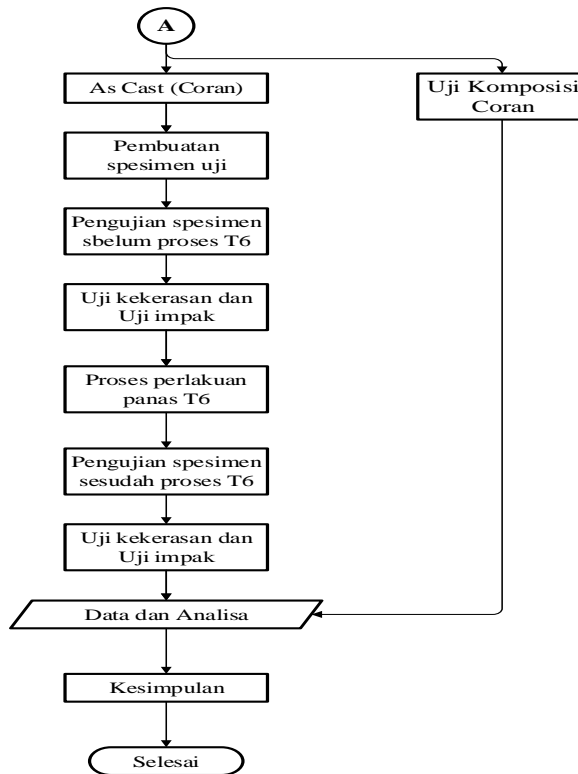 A
As Cast (Coran)
Uji Komposisi
Coran
Pembuatan
spesimen uji
Pengujian spesimen
sbelum proses T6
Uji kekerasan dan
Uji impak
Proses perlakuan
panas T6
Pengujian spesimen
sesudah proses T6
Uji kekerasan dan
Uji impak
Data dan Analisa
Kesimpulan
Selesai